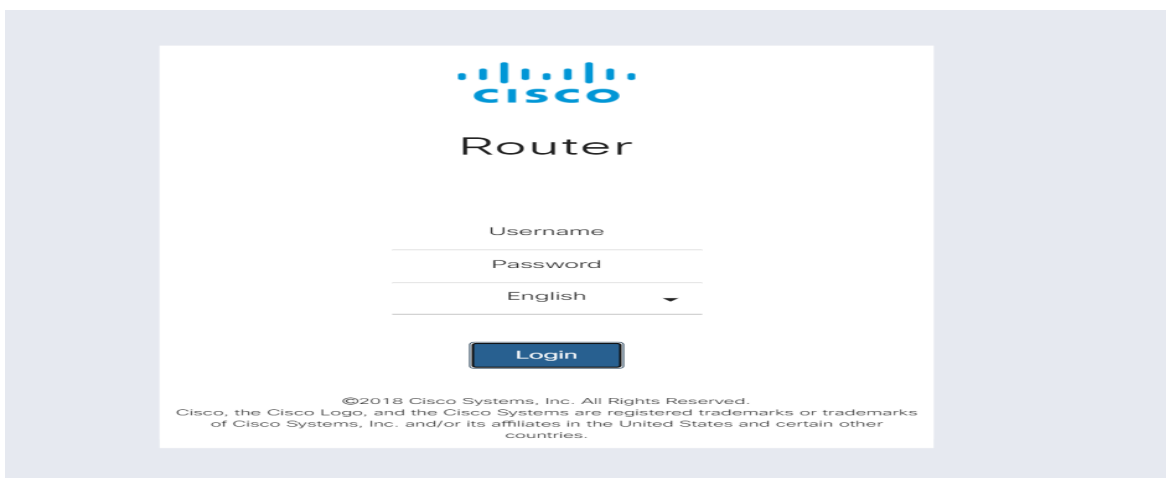 CISCO
Router
Username
Password
English
Login
©2018 Cisco Systems, Inc. All Rights Reserved.
Cisco, the Cisco Logo, and the Cisco Systems are registered trademarks or trademarks
of Cisco Systems, Inc. and/or its affiliates in the United States and certain other
countries.